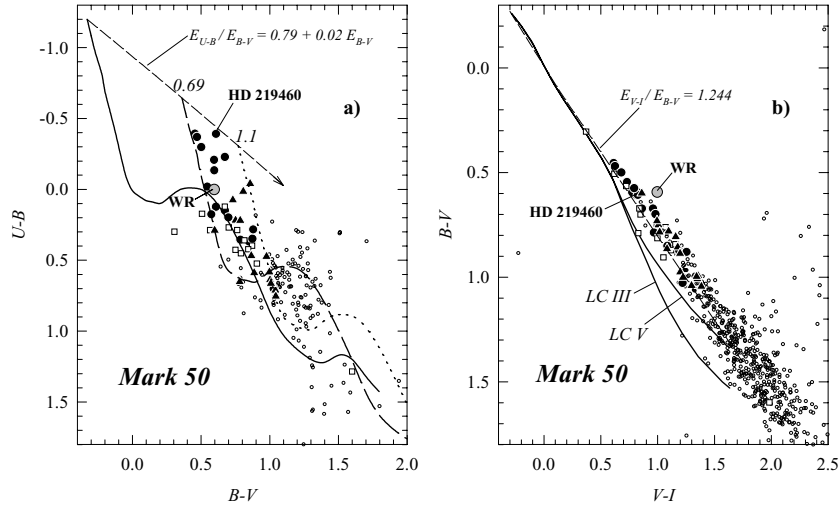 E_{U-B} / E_{B-V} = 0.79 + 0.02 E_{B-V}
0.69
HD 219460
1.1
a)
WR
Mark 50
-1.0
-0.5
0.0
0.5
1.0
1.5
U-B
0.0
0.5
1.0
1.5
2.0
B-V
E_{V-I} / E_{B-V} = 1.244
b)
WR
HD 219460
LC III
LC V
Mark 50
0.0
0.5
1.0
1.5
B-V
0.0
0.5
1.0
1.5
2.0
2.5
V-I